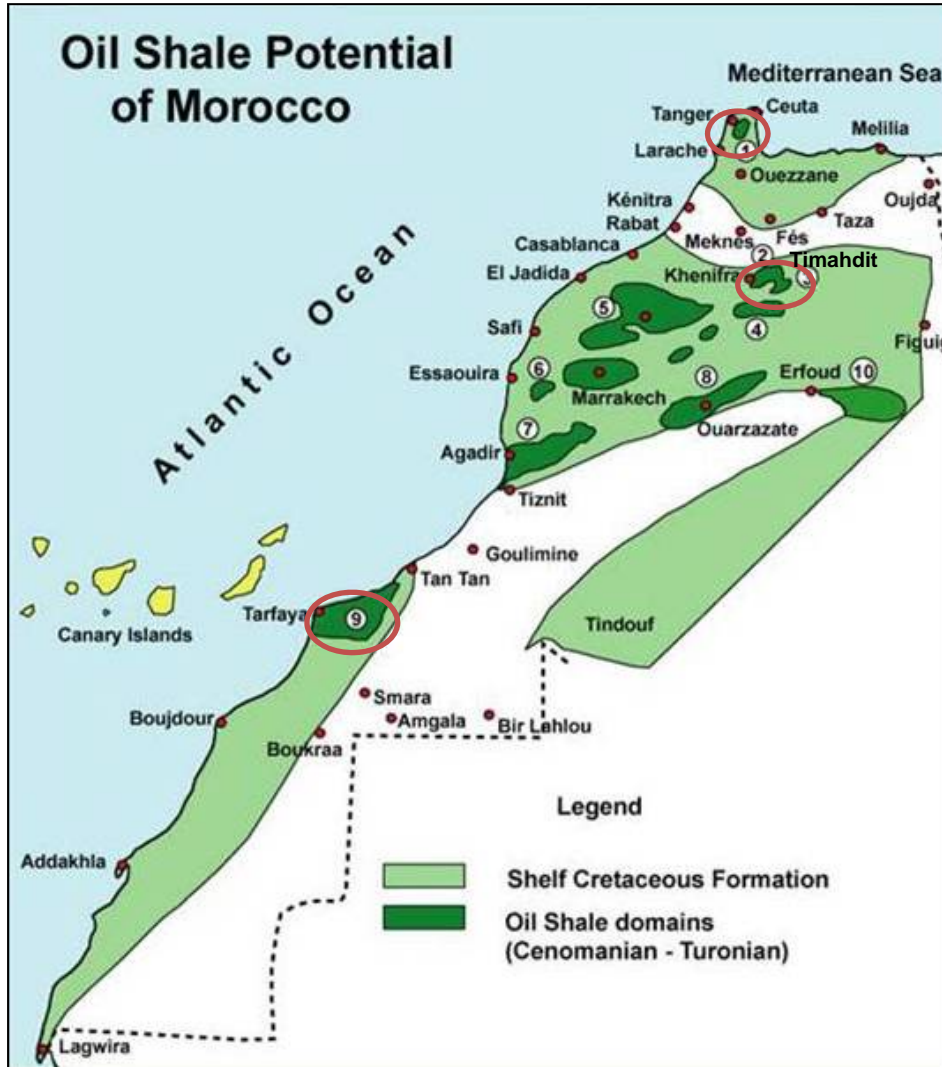 Oil Shale Potential
of Morocco
Mediterranean Sea
Ceuta
Tanger
Melilia
Larache
1
Ouezzane
Oujda
Kénitra
Taza
Rabat
Fés
Meknès
Casablanca
2
Timahdit
El Jadida
Khenifra
3
Atlantic Ocean
5
Safi
4
Figuig
6
Essaouira
8
Erfoud
10
Marrakech
Ouarzazate
7
Agadir
Tiznit
Goulimine
Tan Tan
Tarfaya
9
Canary Islands
Tindouf
Smara
Boujdour
Amgala
Bir Lahlou
Boukraa
Legend
Addakhla
Shelf Cretaceous Formation
Oil Shale domains
(Cenomanian - Turonian)
Lagwira